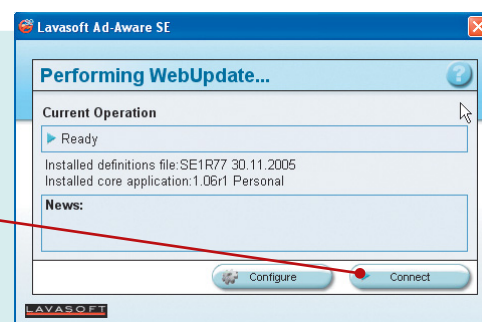 Lavasoft Ad-Aware SE
Performing WebUpdate...
Current Operation
Ready
Installed definitions file:SE1R77 30.11.2005
Installed core application:1.06r1 Personal
News:
Configure
Connect
LAVASOFT